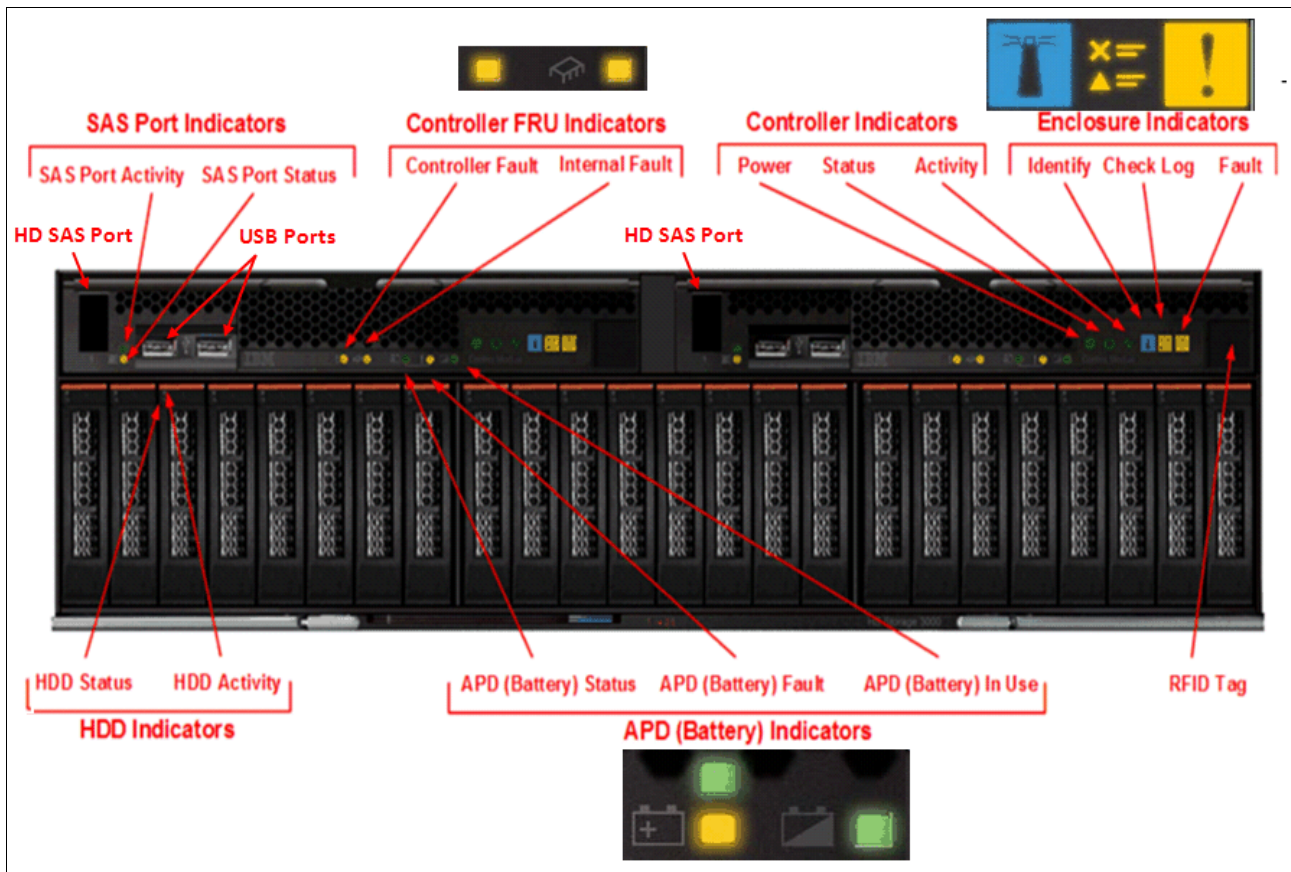 SAS Port Indicators
Controller FRU Indicators
Controller Indicators
Enclosure Indicators
SAS Port Activity SAS Port Status
Controller Fault Internal Fault
Power Status Activity
Identify Check Log Fault
HD SAS Port
USB Ports
HD SAS Port
IBM
HDD Status HDD Activity
HDD Indicators
APD (Battery) Status APD (Battery) Fault APD (Battery) In Use
APD (Battery) Indicators
RFID Tag